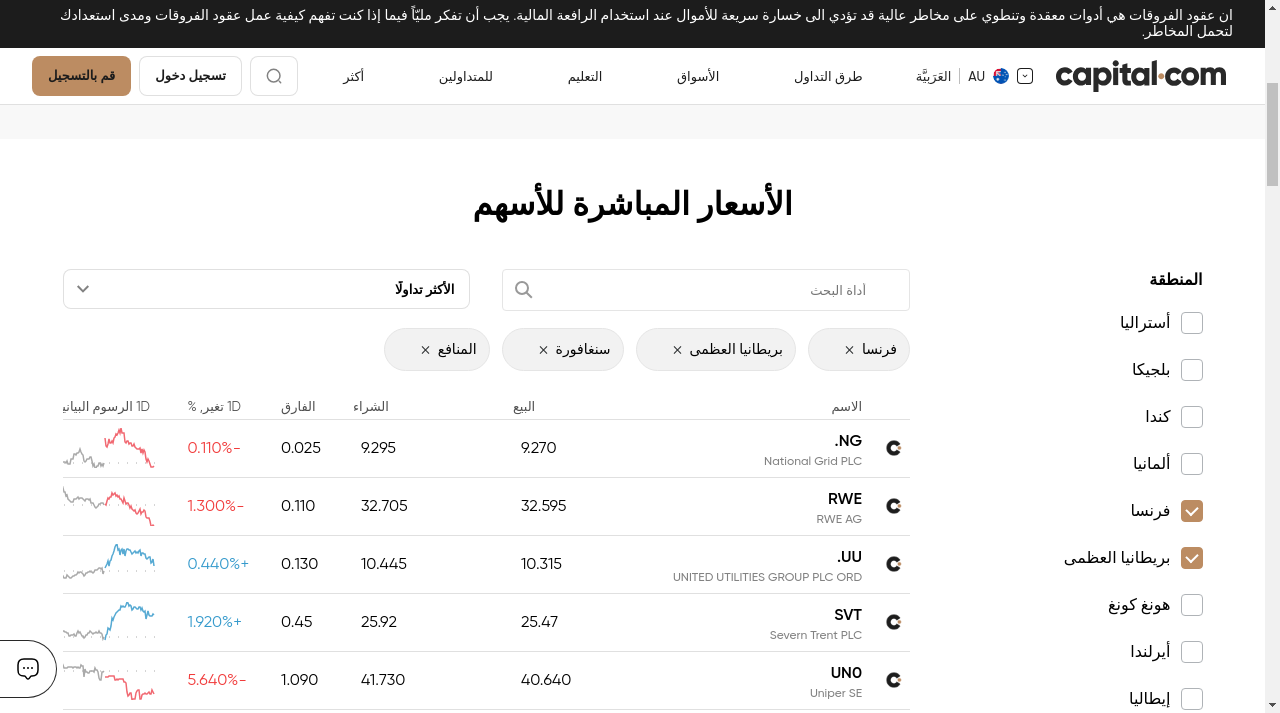 ان عقود الفروقات هي أدوات معقدة وتنطوي على مخاطر عالية قد تؤدي الى خسارة سريعة للأموال عند استخدام الرافعة المالية. يجب أن تفكر مليّاً فيما إذا كنت تفهم كيفية عمل عقود الفروقات ومدى استعدادك
لتحمل المخاطر.
capital.com
AU العَرَبيَّة
طرق التداول
الأسواق
التعليم
للمتداولين
أكثر
تسجيل دخول
قم بالتسجيل
الأسعار المباشرة للأسهم
المنطقة
أستراليا
بلجيكا
كندا
ألمانيا
فرنسا
بريطانيا العظمى
هونغ كونغ
أيرلندا
إيطاليا
أداة البحث
الأكثر تداولًا
فرنسا
بريطانيا العظمى
سنغافورة
المنافع
الاسم البيع الشراء الفارق 1D تغير, % 1D الرسوم البياني
NG.
National Grid PLC
9.270 9.295 0.025 -0.110%
RWE
RWE AG
32.595 32.705 0.110 -1.300%
UU.
UNITED UTILITIES GROUP PLC ORD
10.315 10.445 0.130 +0.440%
SVT
Severn Trent PLC
25.47 25.92 0.45 +1.920%
UN0
Uniper SE
40.640 41.730 1.090 -5.640%